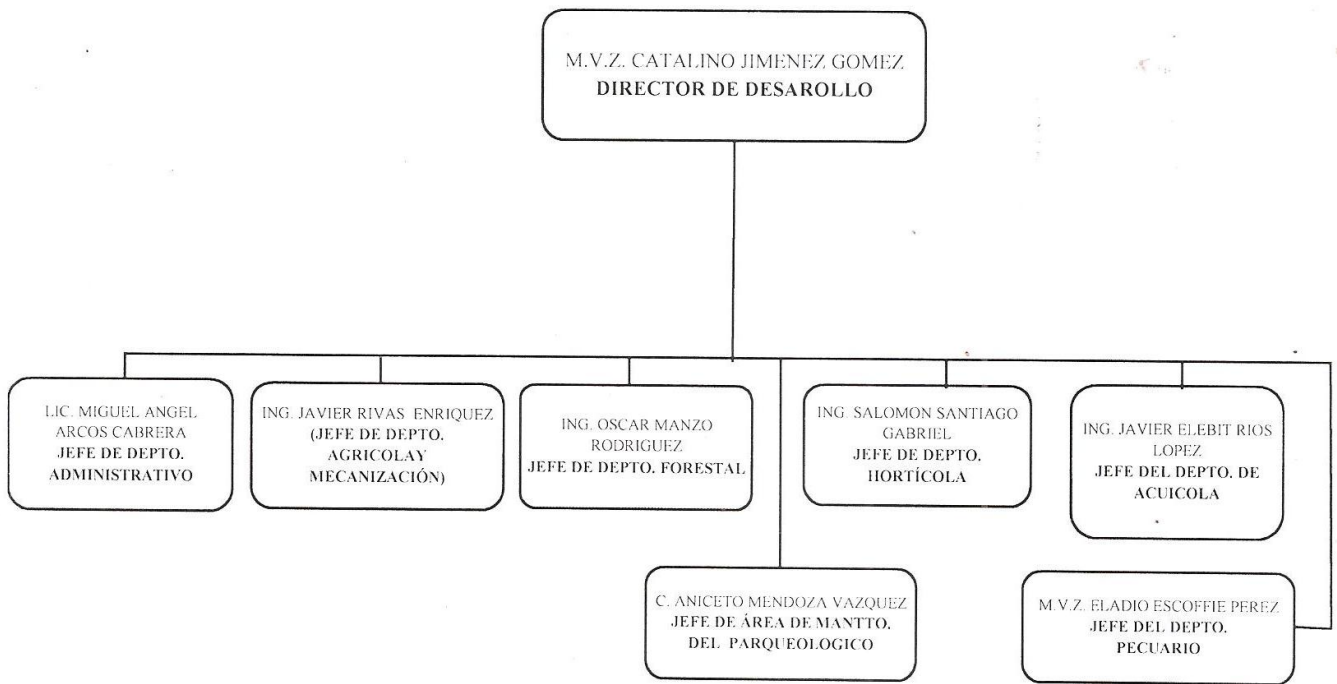 M.V.Z. CATALINO JIMENEZ GOMEZ
DIRECTOR DE DESAROLLO
LIC. MIGUEL ANGEL
ARCOS CABRERA
JEFE DE DEPTO.
ADMINISTRATIVO
ING. JAVIER RIVAS ENRIQUEZ
(JEFE DE DEPTO.
AGRICOLAY
MECANIZACIÓN)
ING. OSCAR MANZO
RODRIGUEZ
JEFE DE DEPTO. FORESTAL
ING. SALOMON SANTIAGO
GABRIEL
JEFE DE DEPTO.
HORTÍCOLA
ING. JAVIER ELEBIT RIOS
LOPEZ
JEFE DEL DEPTO. DE
ACUICOLA
C. ANICETO MENDOZA VAZQUEZ
JEFE DE ÁREA DE MANTTO.
DEL PARQUEOLOGICO
M.V.Z. ELADIO ESCOFFIE PEREZ
JEFE DEL DEPTO.
PECUARIO